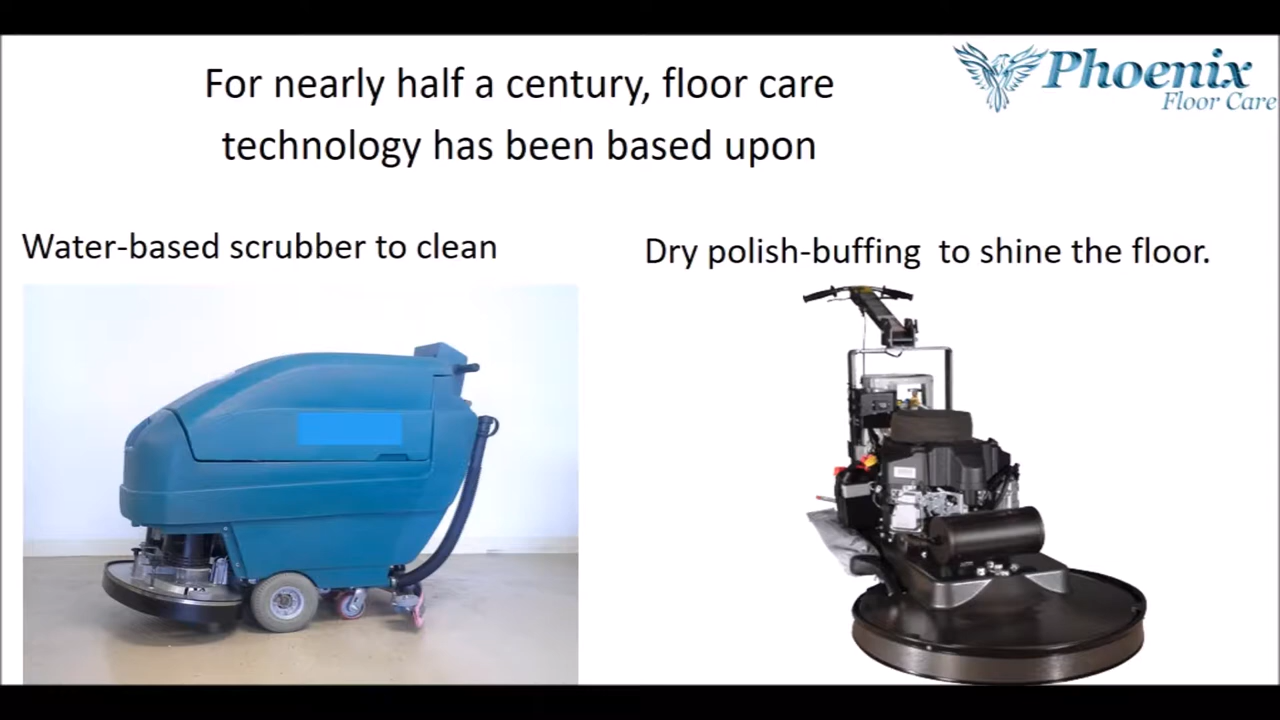 For nearly half a century, floor care
technology has been based upon
Phoenix
Floor Care
Water-based scrubber to clean
Dry polish-buffing to shine the floor.